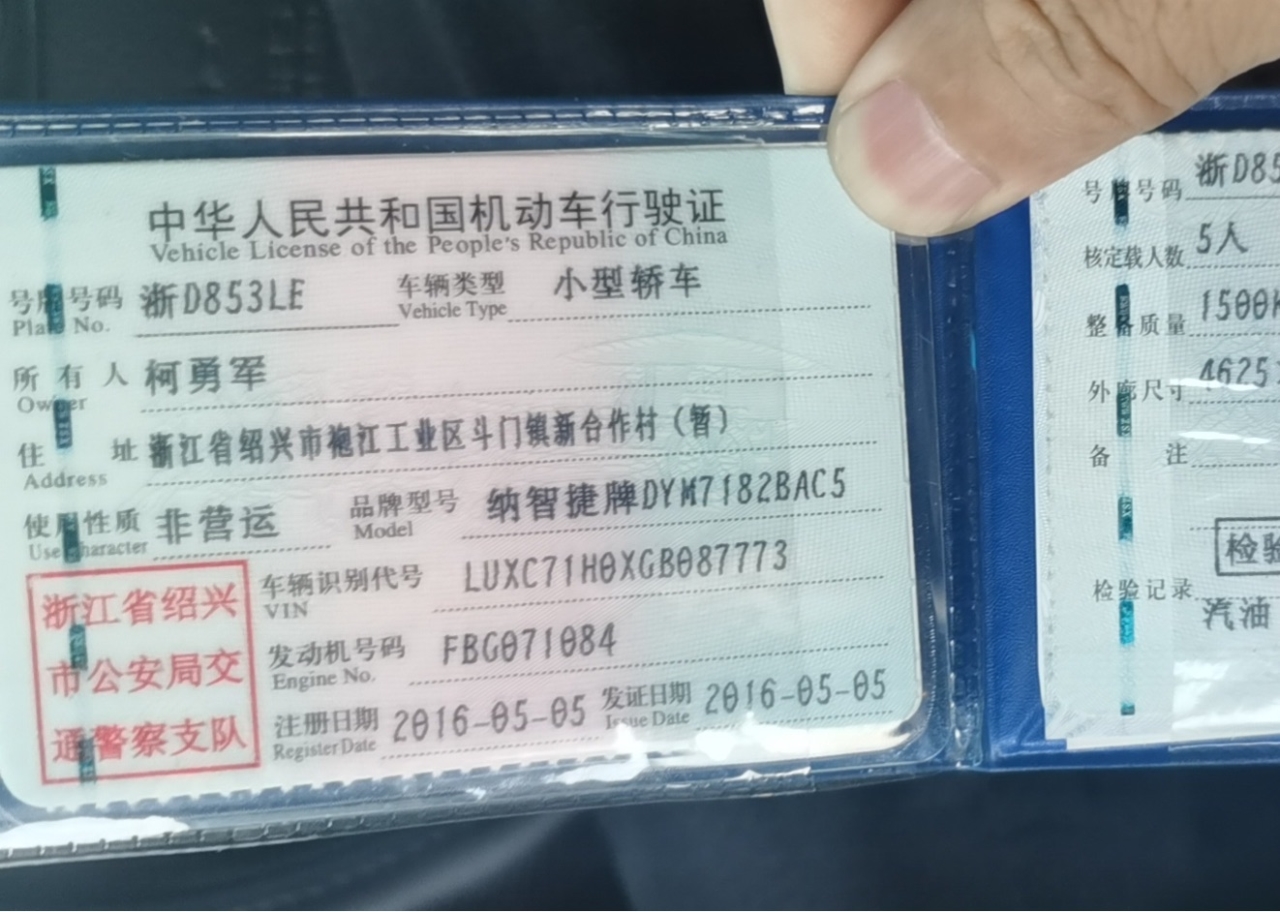 中华人民共和国机动车行驶证
Vehicle License of the People's Republic of China
号牌号码 浙D853LE 车辆类型 小型轿车
Plate No. Vehicle Type
所有人 柯勇军
Owner
住址 浙江省绍兴市袍江工业区斗门镇新合作村（暂）
Address
使用性质 非营运 品牌型号 纳智捷牌DYM7182BAC5
Use Character Model
车辆识别代号 LUXC71H0XGB087773
VIN
发动机号码 FBG071084
Engine No.
注册日期 2016-05-05 发证日期 2016-05-05
Register Date Issue Date
浙江省绍兴
市公安局交
通警察支队
号牌号码 浙D85
核定载人数 5人
整备质量 1500
外廓尺寸 4625
备注
检验
检验记录
汽油